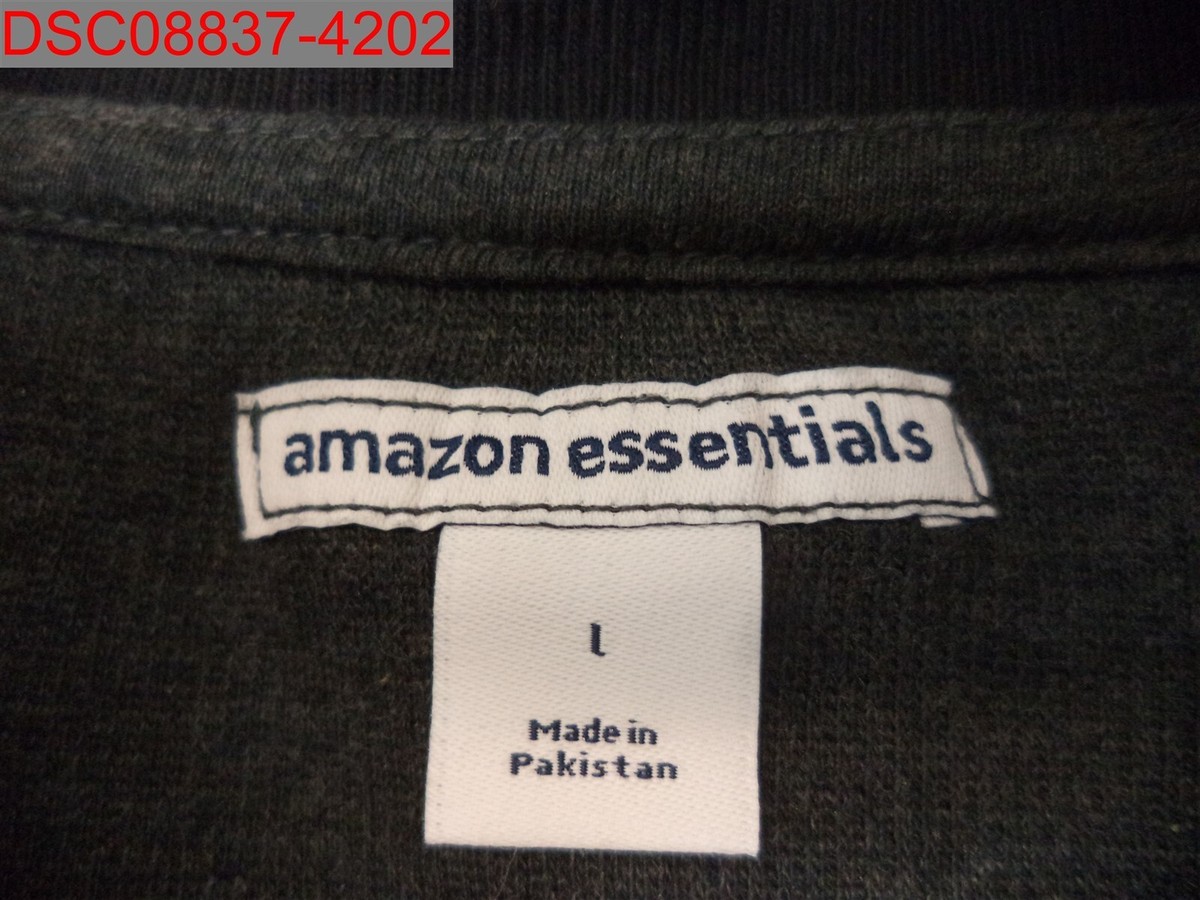 DSC08837-4202
amazon essentials
l
Made in
Pakistan